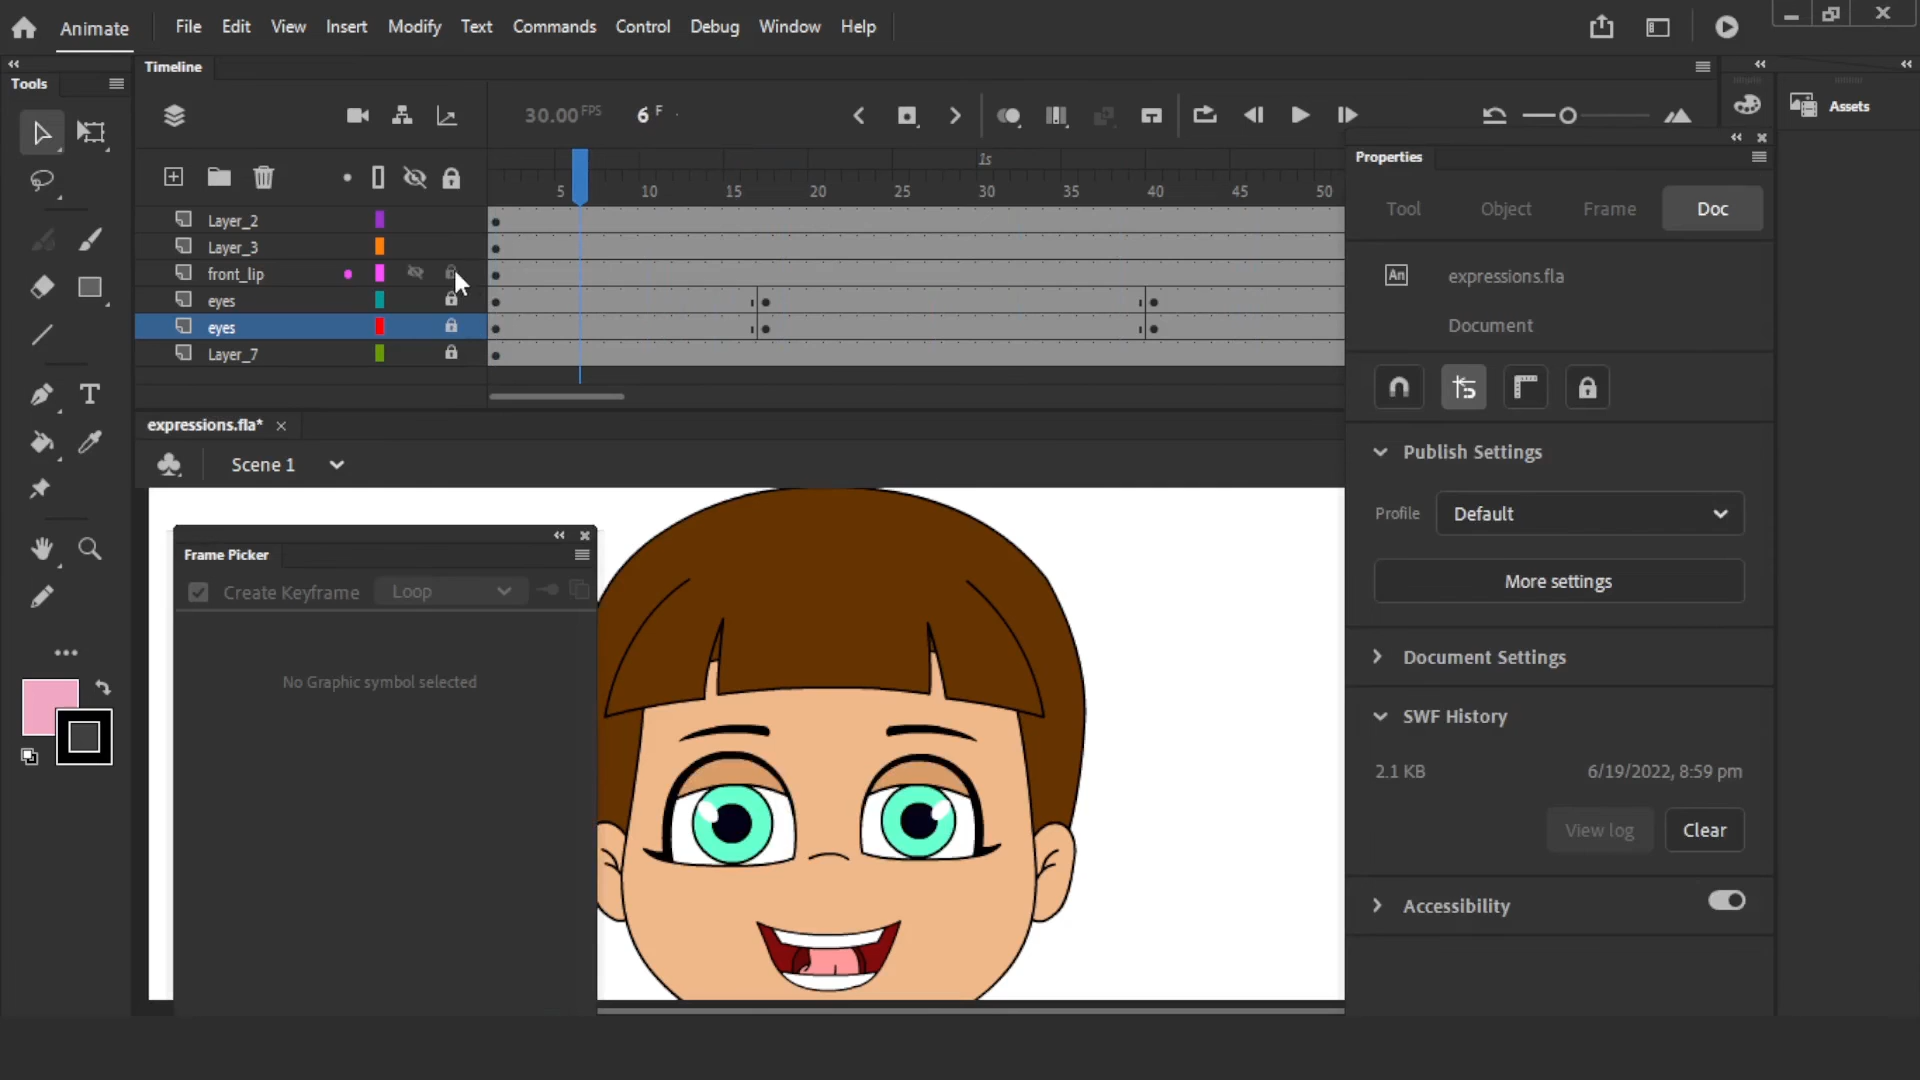 Animate File Edit View Insert Modify Text Commands Control Debug Window Help
Tools
Timeline
30.00 FPS 6 F
Assets
Properties
1s
5 10 15 20 25 30 35 40 45 50
Tool Object Frame Doc
Layer_2
Layer_3
front_lip
eyes
eyes
Layer_7
An expressions.fla
Document
expressions.fla*
Scene 1
Publish Settings
Profile Default
More settings
Frame Picker
Create Keyframe Loop
No Graphic symbol selected
Document Settings
SWF History
2.1 KB 6/19/2022, 8:59 pm
View log Clear
Accessibility
T